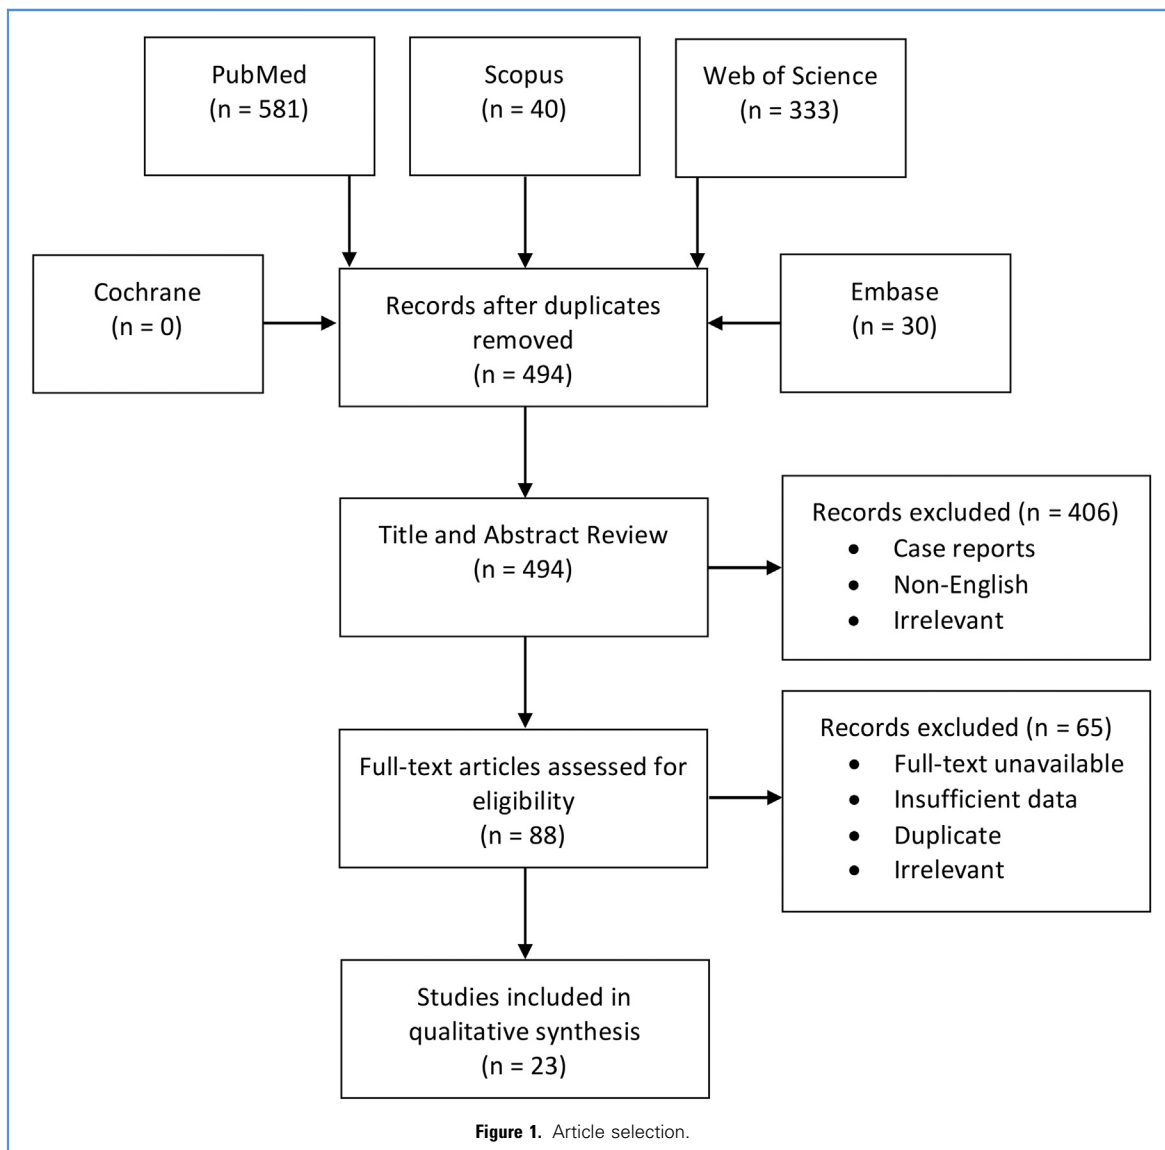 PubMed
(n = 581)
Scopus
(n = 40)
Web of Science
(n = 333)
Cochrane
(n = 0)
Records after duplicates
removed
(n = 494)
Embase
(n = 30)
Title and Abstract Review
(n = 494)
Records excluded (n = 406)
• Case reports
• Non-English
• Irrelevant
Full-text articles assessed for
eligibility
(n = 88)
Records excluded (n = 65)
• Full-text unavailable
• Insufficient data
• Duplicate
• Irrelevant
Studies included in
qualitative synthesis
(n = 23)
Figure 1. Article selection.